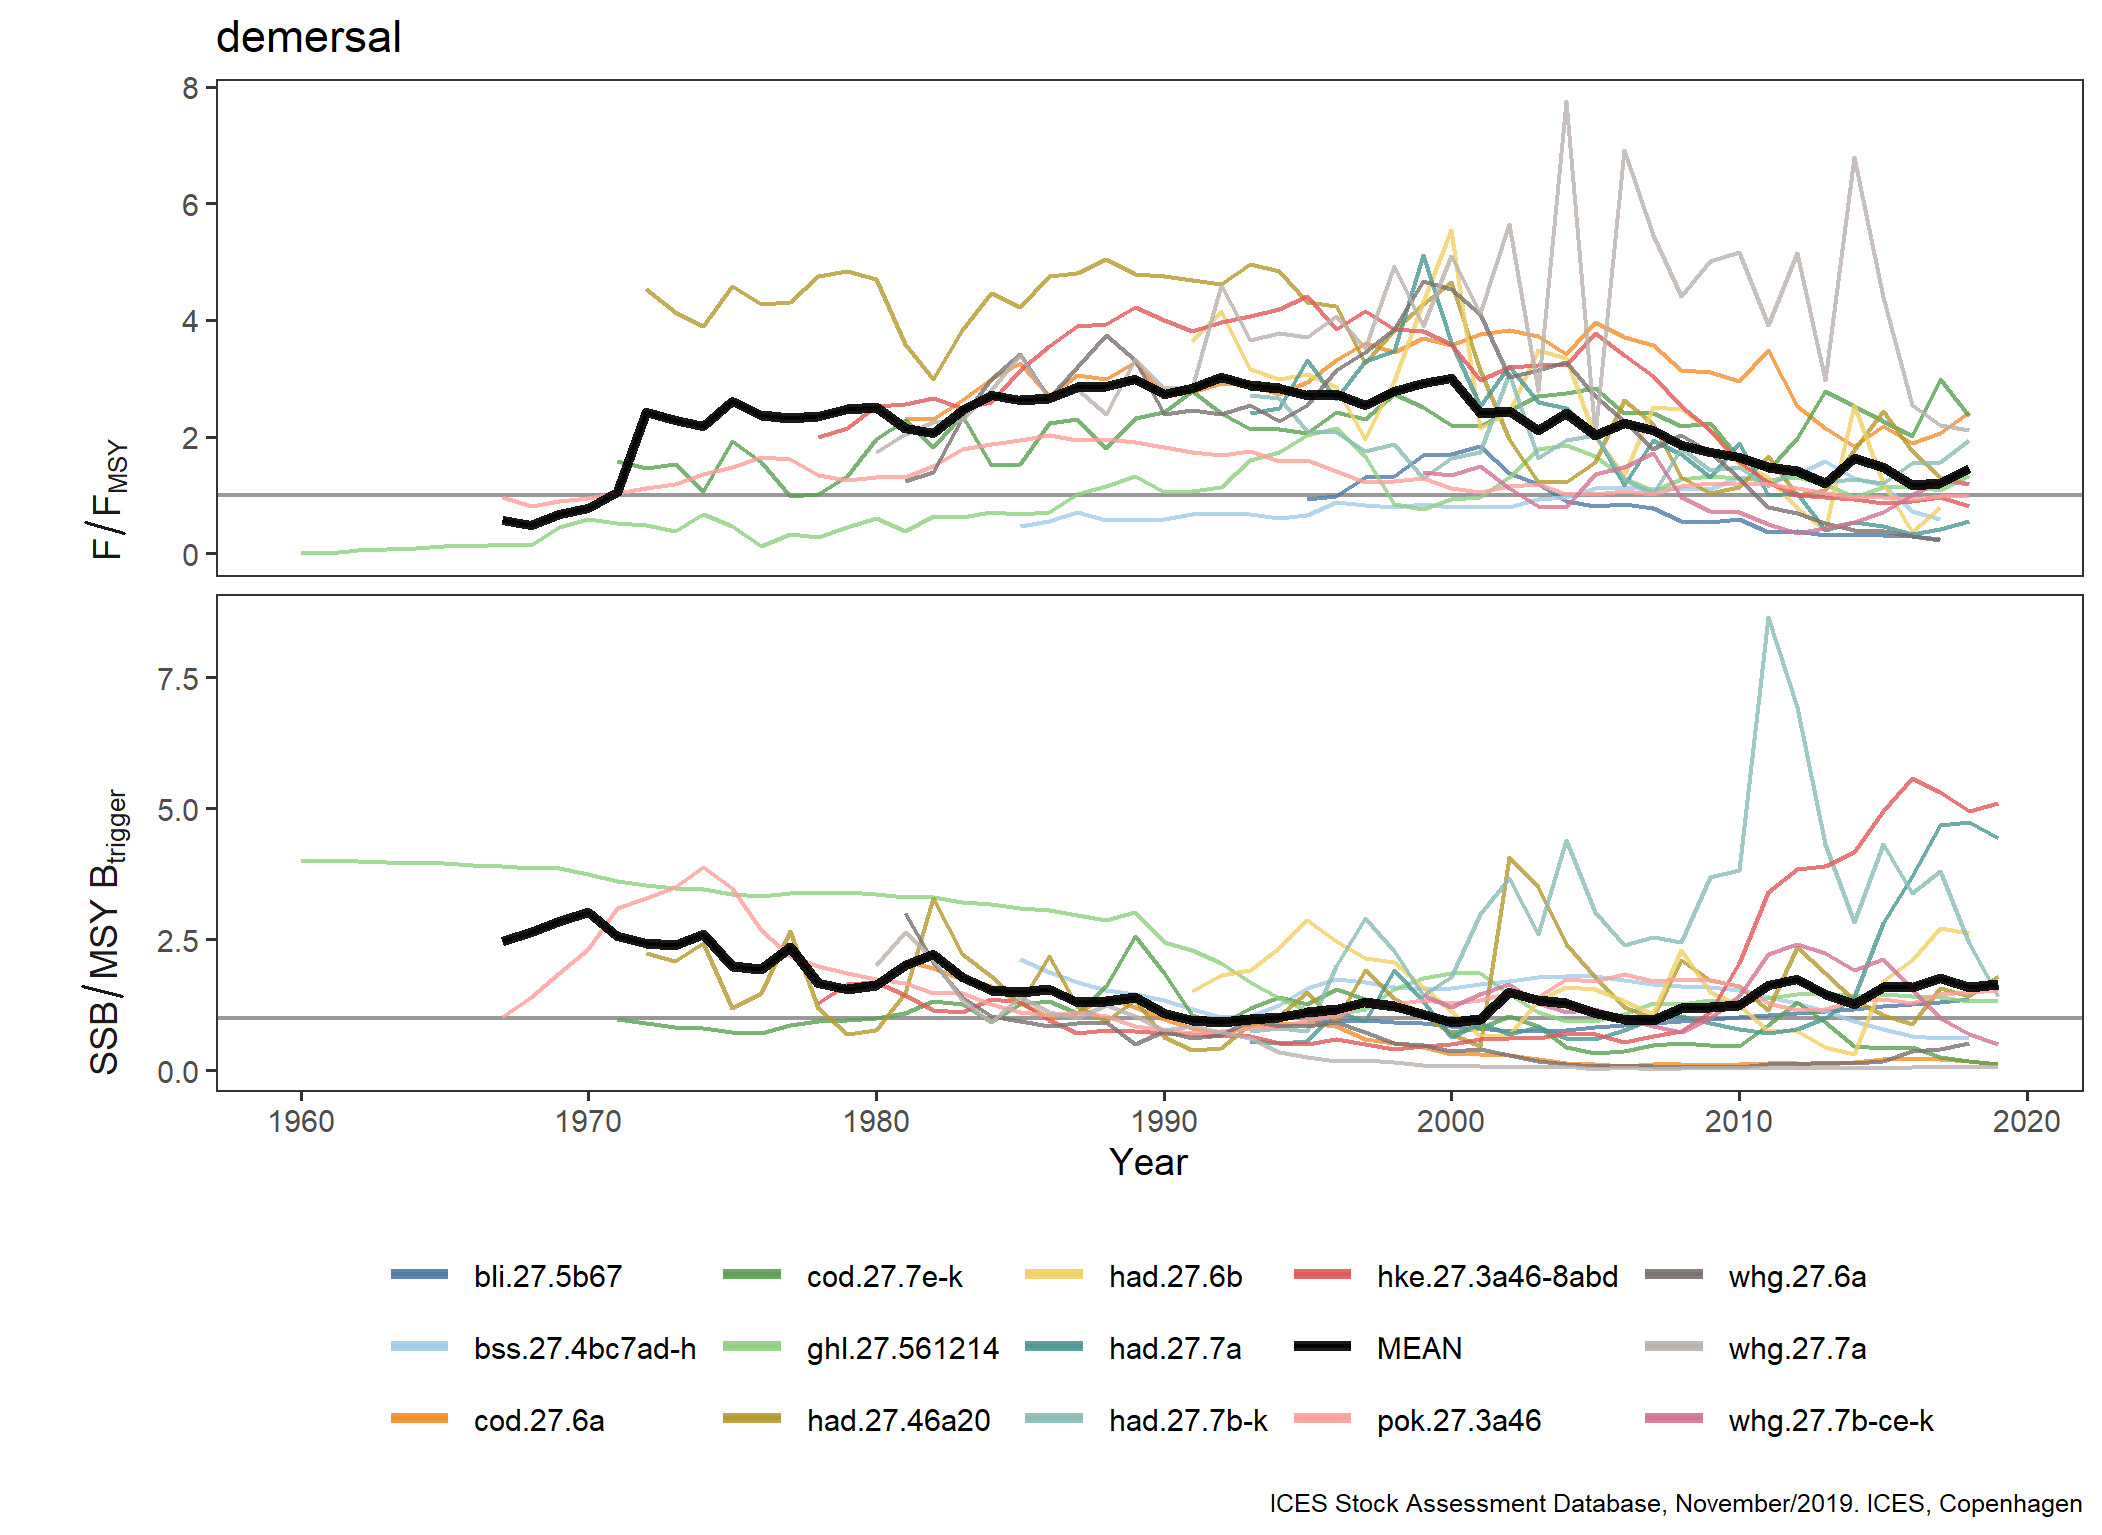 demersal
8
6
4
2
0
F/FMSY
7.5
5.0
2.5
0.0
SSB/MSY Btrigger
1960 1970 1980 1990 2000 2010 2020
Year
bli.27.5b67 cod.27.7e-k had.27.6b hke.27.3a46-8abd whg.27.6a
bss.27.4bc7ad-h ghl.27.561214 had.27.7a MEAN whg.27.7a
cod.27.6a had.27.46a20 had.27.7b-k pok.27.3a46 whg.27.7b-ce-k
ICES Stock Assessment Database, November/2019. ICES, Copenhagen